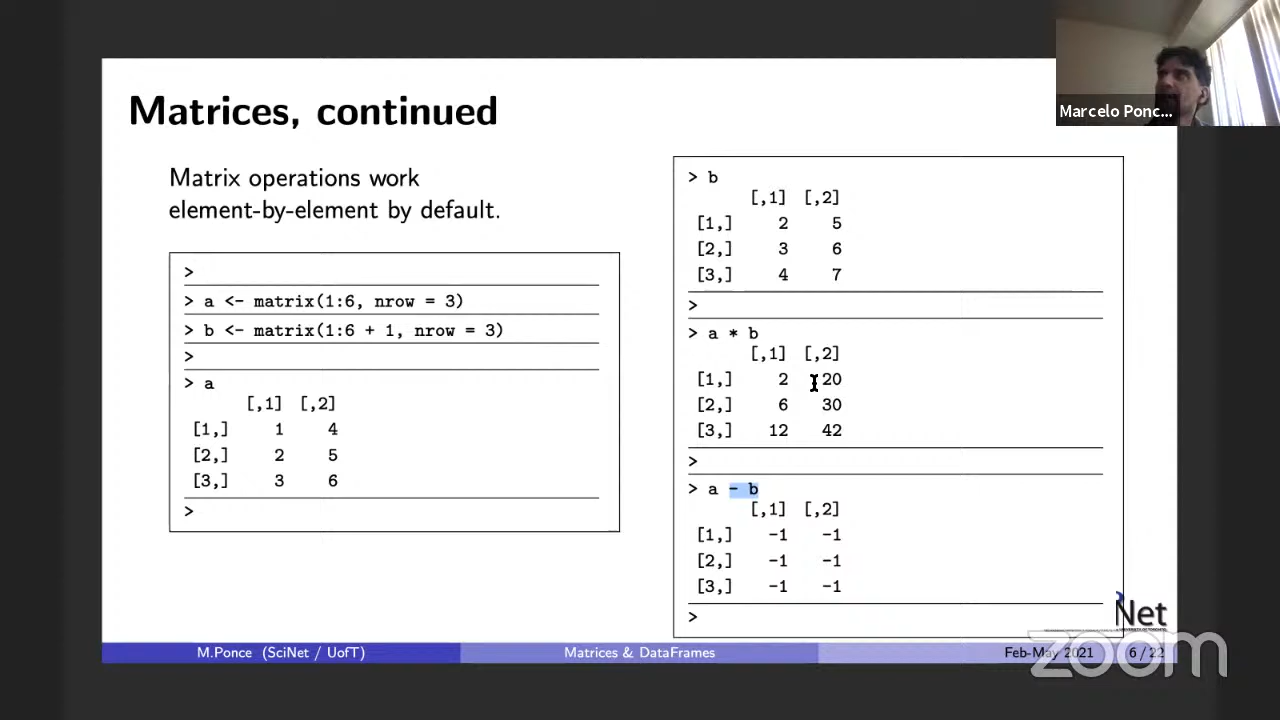 Marcelo Ponc...
Matrices, continued
Matrix operations work
element-by-element by default.
>
> a <- matrix(1:6, nrow = 3)
> b <- matrix(1:6 + 1, nrow = 3)
>
> a
[,1] [,2]
[1,] 1 4
[2,] 2 5
[3,] 3 6
>
> b
[,1] [,2]
[1,] 2 5
[2,] 3 6
[3,] 4 7
>
> a * b
[,1] [,2]
[1,] 2 20
[2,] 6 30
[3,] 12 42
>
> a - b
[,1] [,2]
[1,] -1 -1
[2,] -1 -1
[3,] -1 -1
>
Net
M.Ponce (SciNet / UofT) Matrices & DataFrames Feb-May 2021 6 / 22
zoom